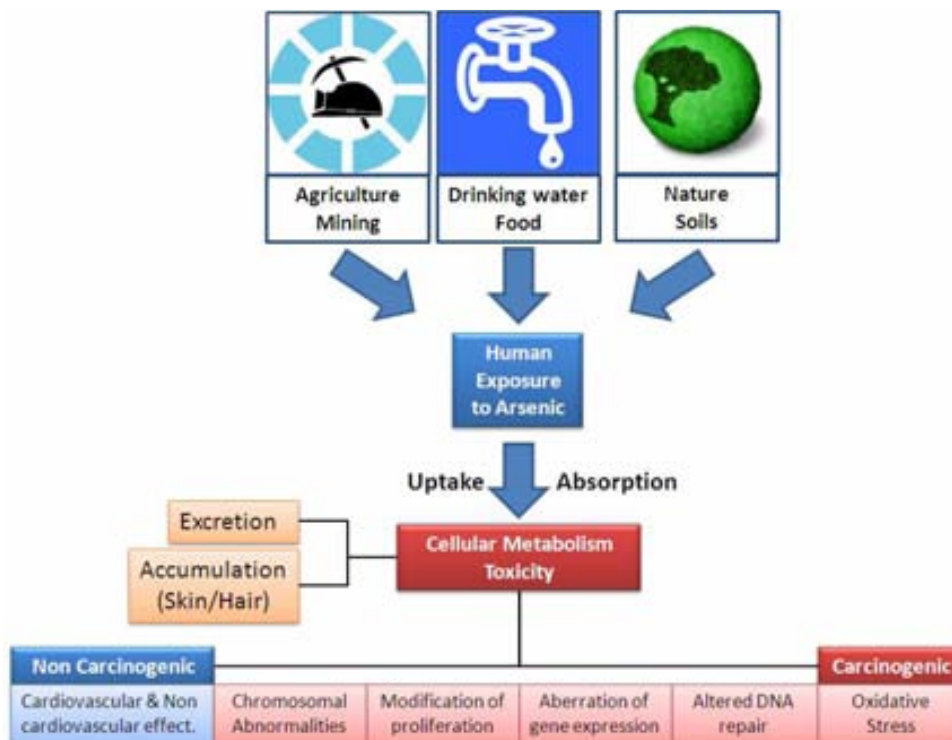 Agriculture
Mining
Drinking water
Food
Nature
Soils
Human
Exposure
to Arsenic
Uptake
Absorption
Excretion
Accumulation
(Skin/Hair)
Cellular Metabolism
Toxicity
Non Carcinogenic
Carcinogenic
Cardiovascular & Non
cardiovascular effect.
Chromosomal
Abnormalities
Modification of
proliferation
Aberration of
gene expression
Altered DNA
repair
Oxidative
Stress